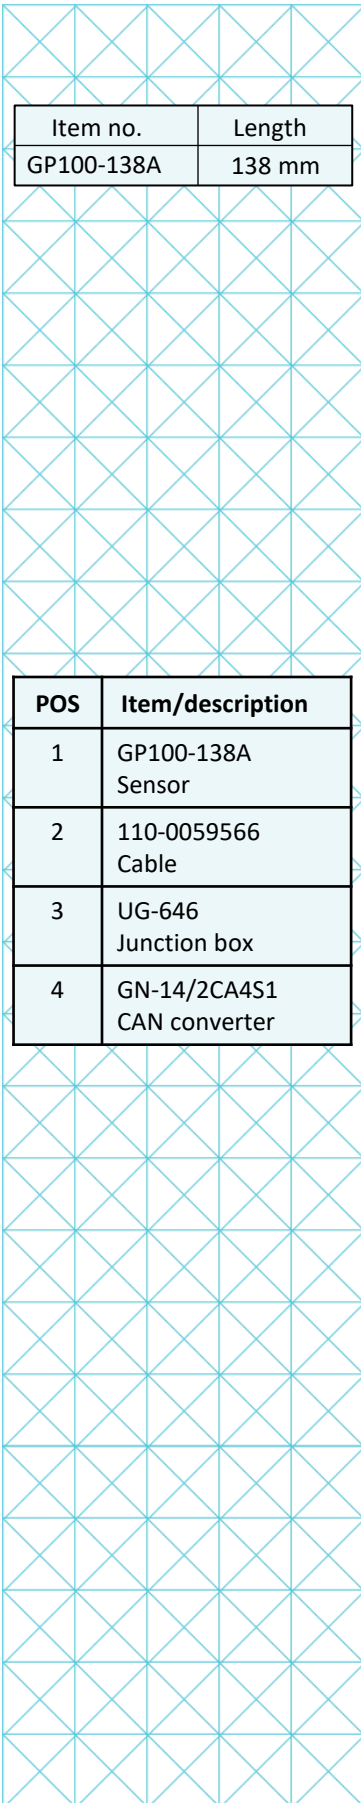 Item no. Length
GP100-138A 138 mm
POS Item/description
1 GP100-138A
Sensor
2 110-0059566
Cable
3 UG-646
Junction box
4 GN-14/2CA4S1
CAN converter